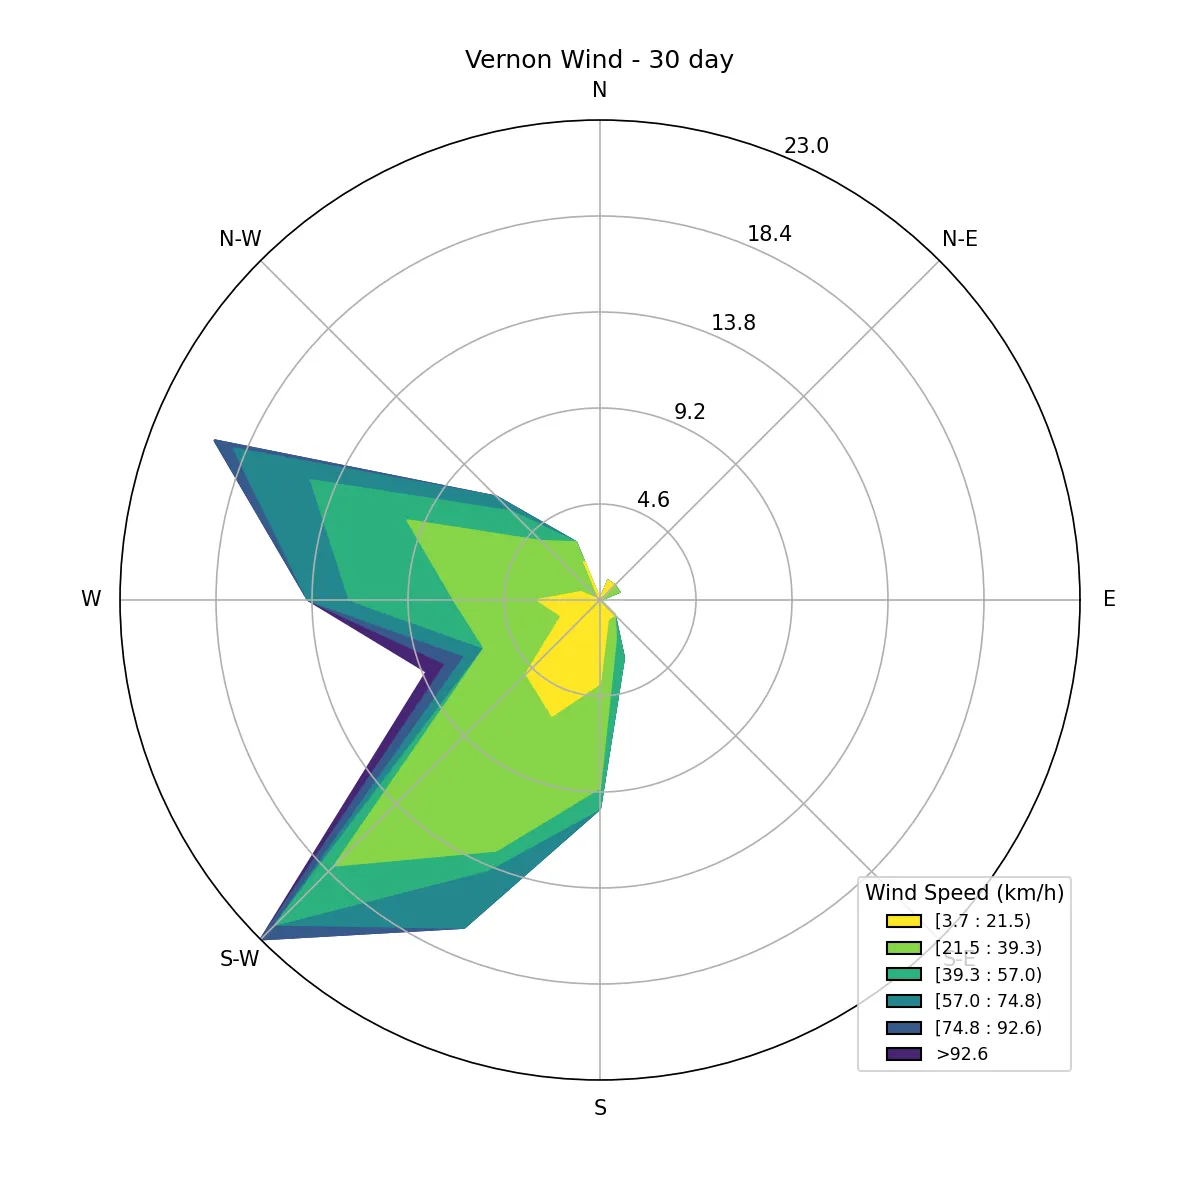 Vernon Wind - 30 day
N
23.0
N-W
18.4
N-E
13.8
9.2
4.6
W
E
S-W
S-E
S
Wind Speed (km/h)
[3.7 : 21.5)
[21.5 : 39.3)
[39.3 : 57.0)
[57.0 : 74.8)
[74.8 : 92.6)
>92.6